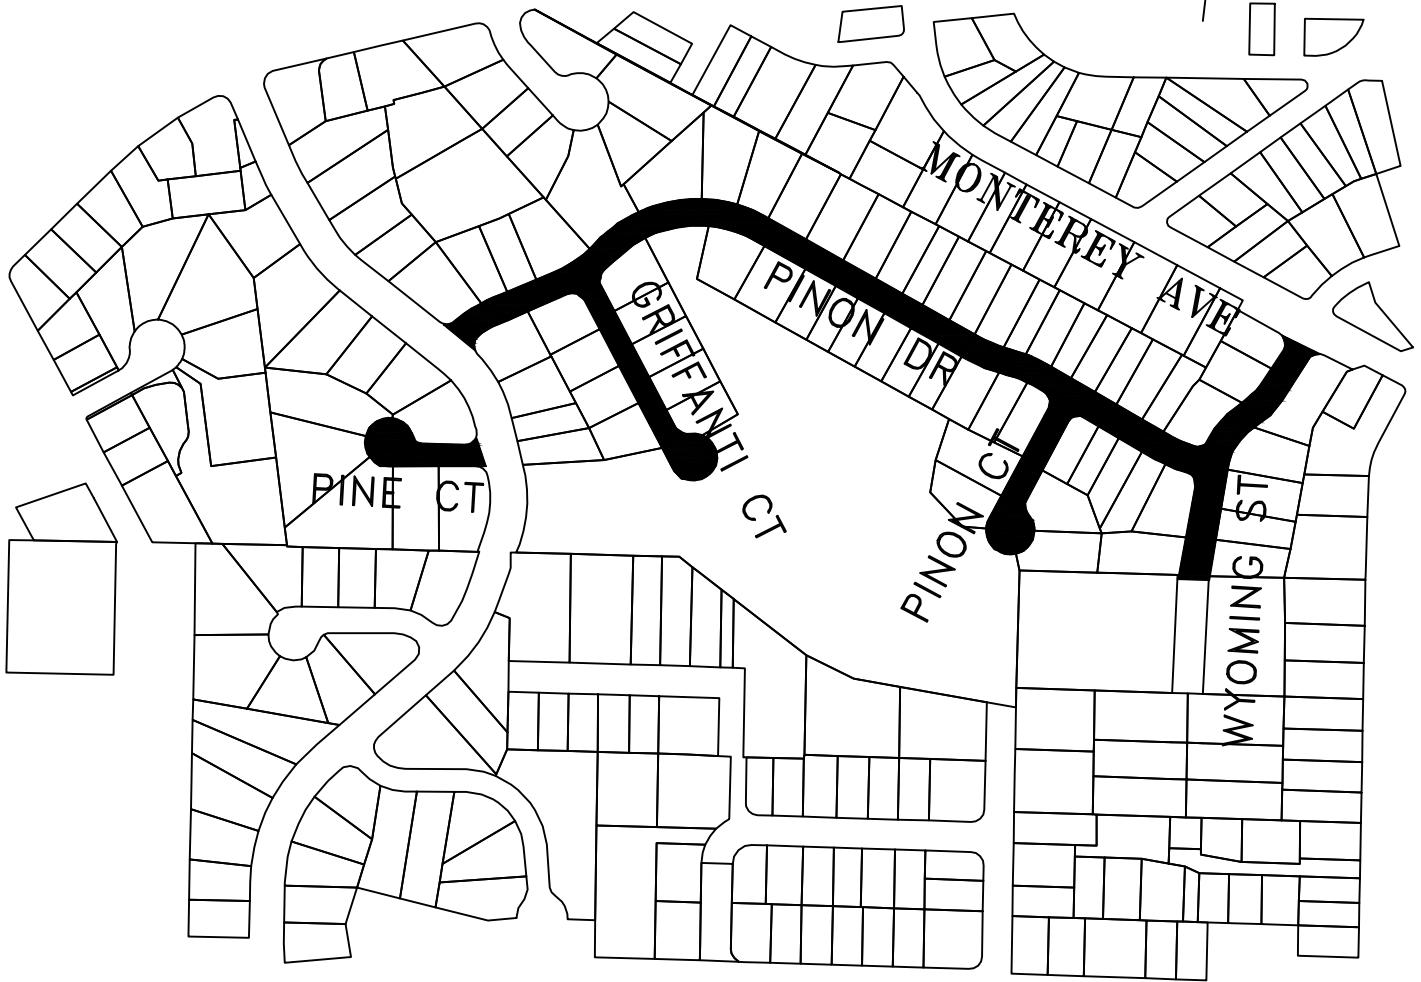 MONTEREY AVE
PINON DR
GRIFFANTI CT
PINE CT
PINON CT
WYOMING ST